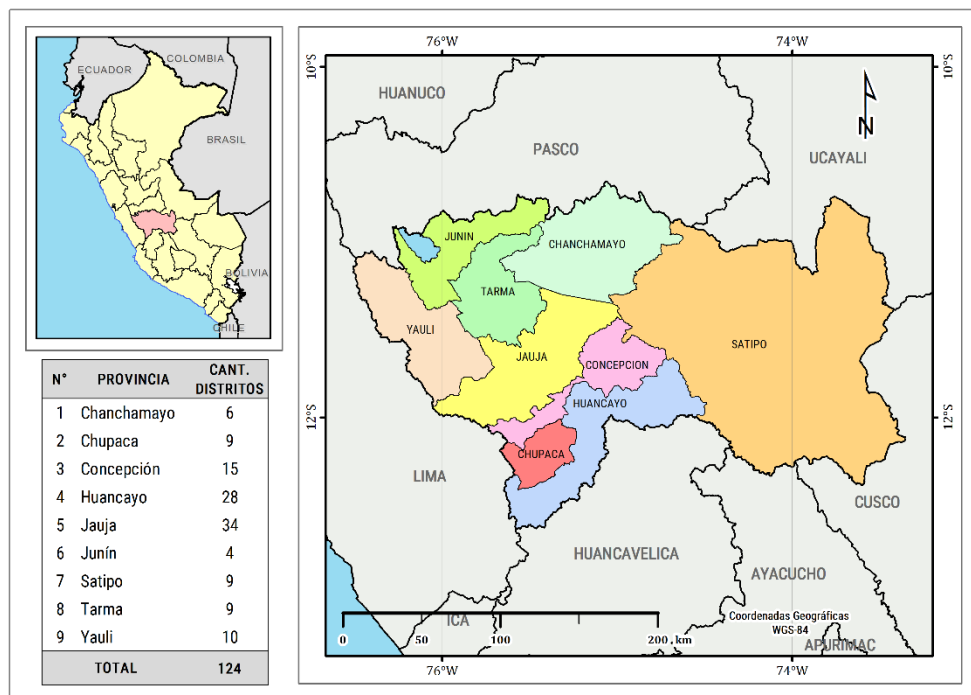 COLOMBIA
ECUADOR
BRASIL
BOLIVIA
CHILE
N° PROVINCIA CANT. DISTRITOS
1 Chanchamayo 6
2 Chupaca 9
3 Concepción 15
4 Huancayo 28
5 Jauja 34
6 Junín 4
7 Satipo 9
8 Tarma 9
9 Yauli 10
TOTAL 124
76°W 74°W
10°S
10°S
HUANUCO
PASCO
UCAYALI
N
JUNIN
CHANCHAMAYO
TARMA
YAULI
SATIPO
JAUJA
CONCEPCION
HUANCAYO
12°S
12°S
CHUPACA
LIMA
CUSCO
HUANCAVELICA
AYACUCHO
ICA
Coordenadas Geográficas
WGS-84
0 50 100 200 km
APURIMAC
76°W 74°W